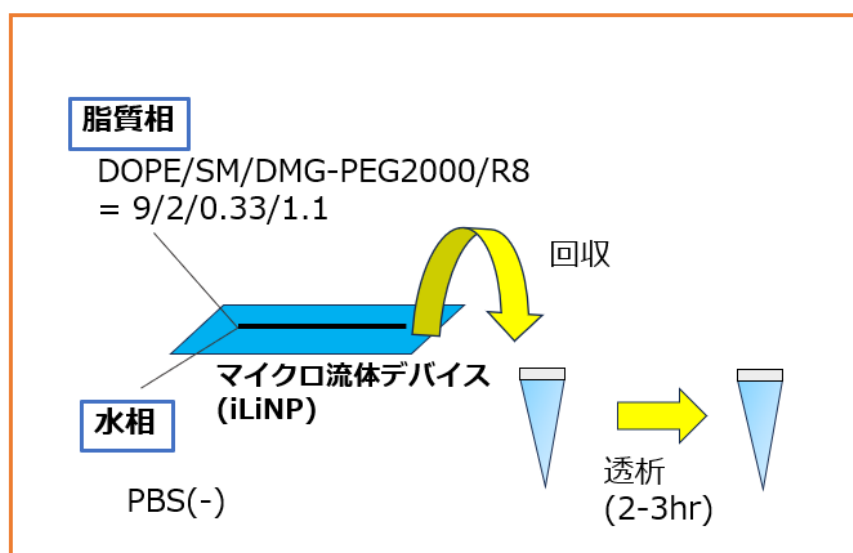 脂質相
DOPE/SM/DMG-PEG2000/R8
= 9/2/0.33/1.1
回収
マイクロ流体デバイス
(iLiNP)
水相
PBS(-)
透析
(2-3hr)